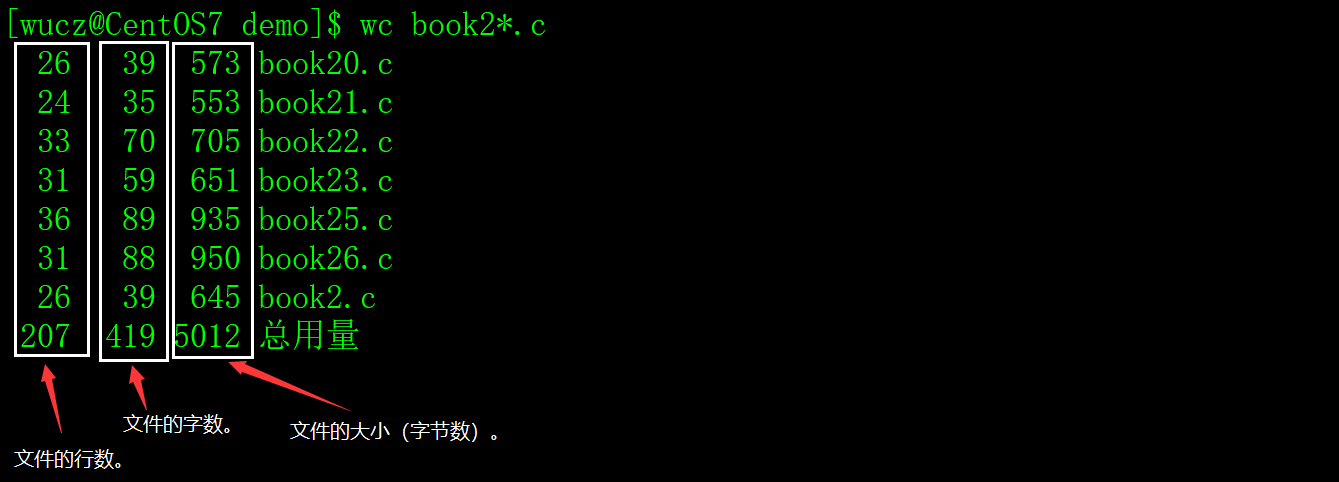 [wucz@CentOS7 demo]$ wc book2*.c
26 39 573 book20.c
24 35 553 book21.c
33 70 705 book22.c
31 59 651 book23.c
36 89 935 book25.c
31 88 950 book26.c
26 39 645 book2.c
207 419 5012 总用量
文件的字数。
文件的大小（字节数）。
文件的行数。